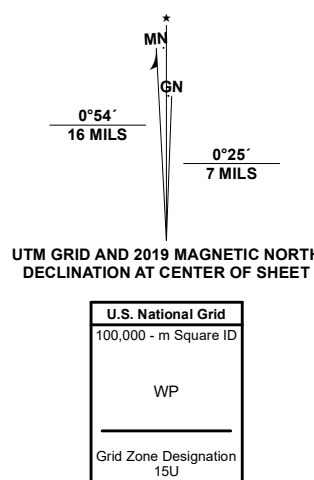 ★
MN
GN
0°54´
16 MILS
0°25´
7 MILS
UTM GRID AND 2019 MAGNETIC NORTH
DECLINATION AT CENTER OF SHEET
U.S. National Grid
100,000 - m Square ID
WP
Grid Zone Designation
15U